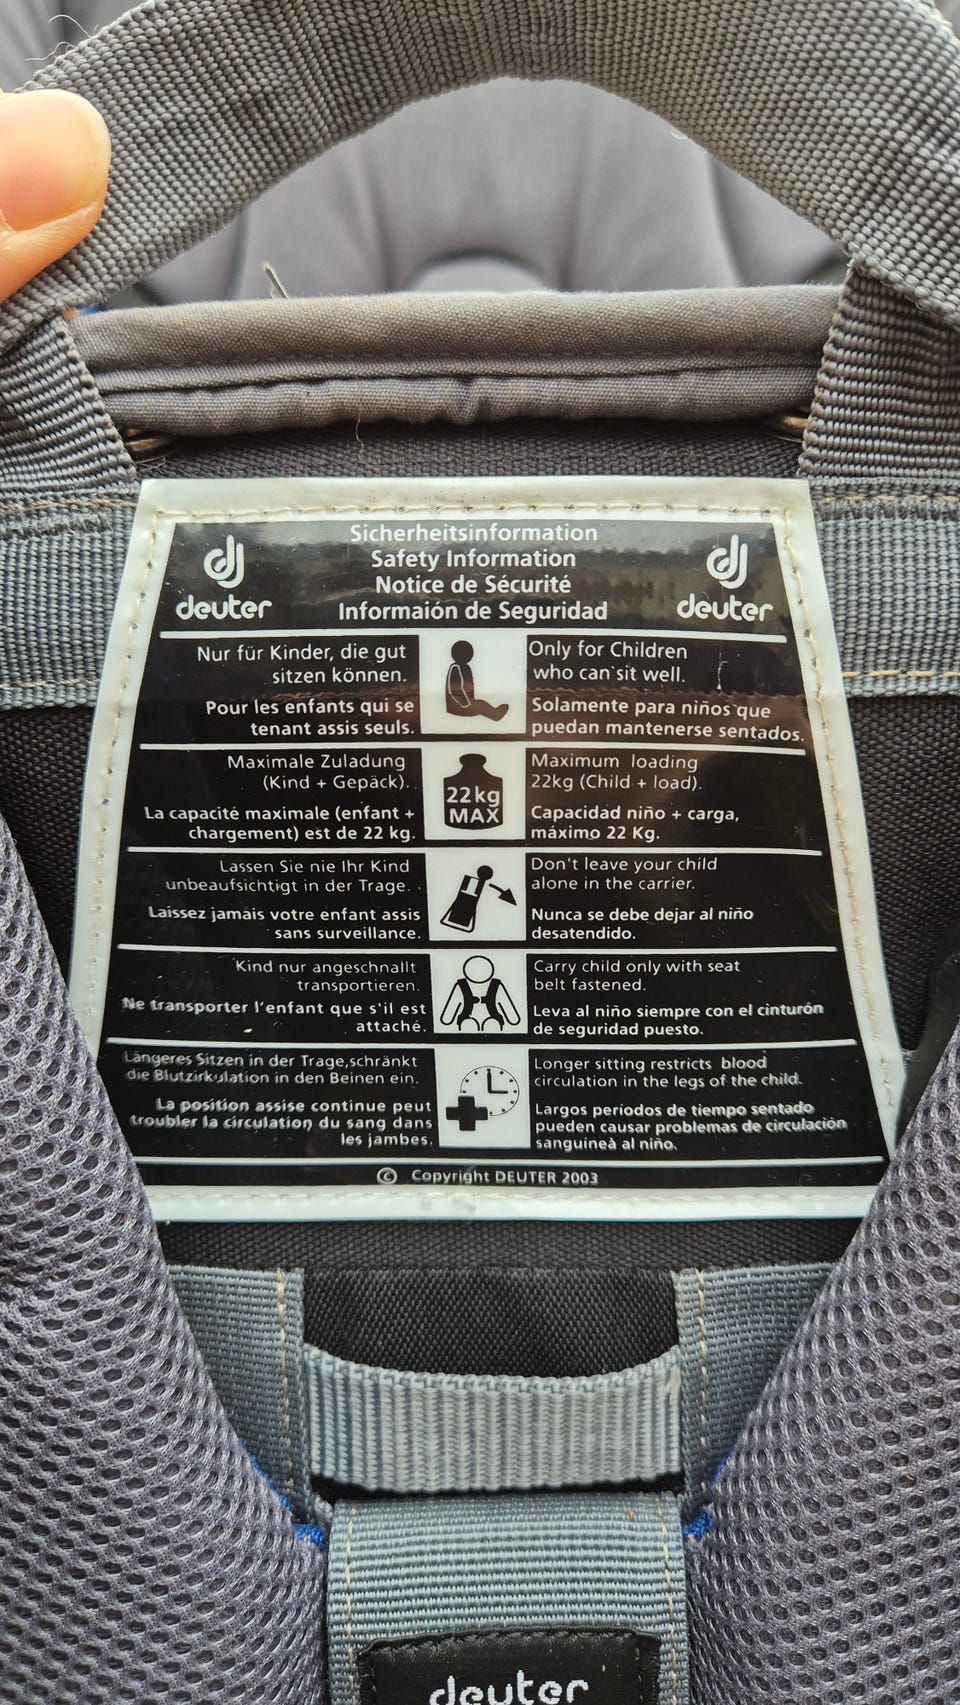 Sicherheitsinformation
Safety Information
Notice de Sécurité
Informaión de Seguridad
deuter
deuter
Nur für Kinder, die gut
sitzen können.
Pour les enfants qui se
tenant assis seuls.
Only for Children
who can sit well.
Solamente para niños que
puedan mantenerse sentados.
Maximale Zuladung
(Kind + Gepäck).
La capacité maximale (enfant +
chargement) est de 22 kg.
22kg
MAX
Maximum loading
22kg (Child + load).
Capacidad niño + carga,
máximo 22 Kg.
Lassen Sie nie Ihr Kind
unbeaufsichtigt in der Trage.
Laissez jamais votre enfant assis
sans surveillance.
Don't leave your child
alone in the carrier.
Nunca se debe dejar al niño
desatendido.
Kind nur angeschnallt
transportieren.
Ne transporter l'enfant que s'il est
attaché.
Carry child only with seat
belt fastened.
Leva al niño siempre con el cinturón
de seguridad puesto.
Längeres Sitzen in der Trage,schränkt
die Blutzirkulation in den Beinen ein.
La position assise continue peut
troubler la circulation du sang dans
les jambes.
Longer sitting restricts blood
circulation in the legs of the child.
Largos períodos de tiempo sentado
pueden causar problemas de circulación
sanguíneà al niño.
© Copyright DEUTER 2003
deuter